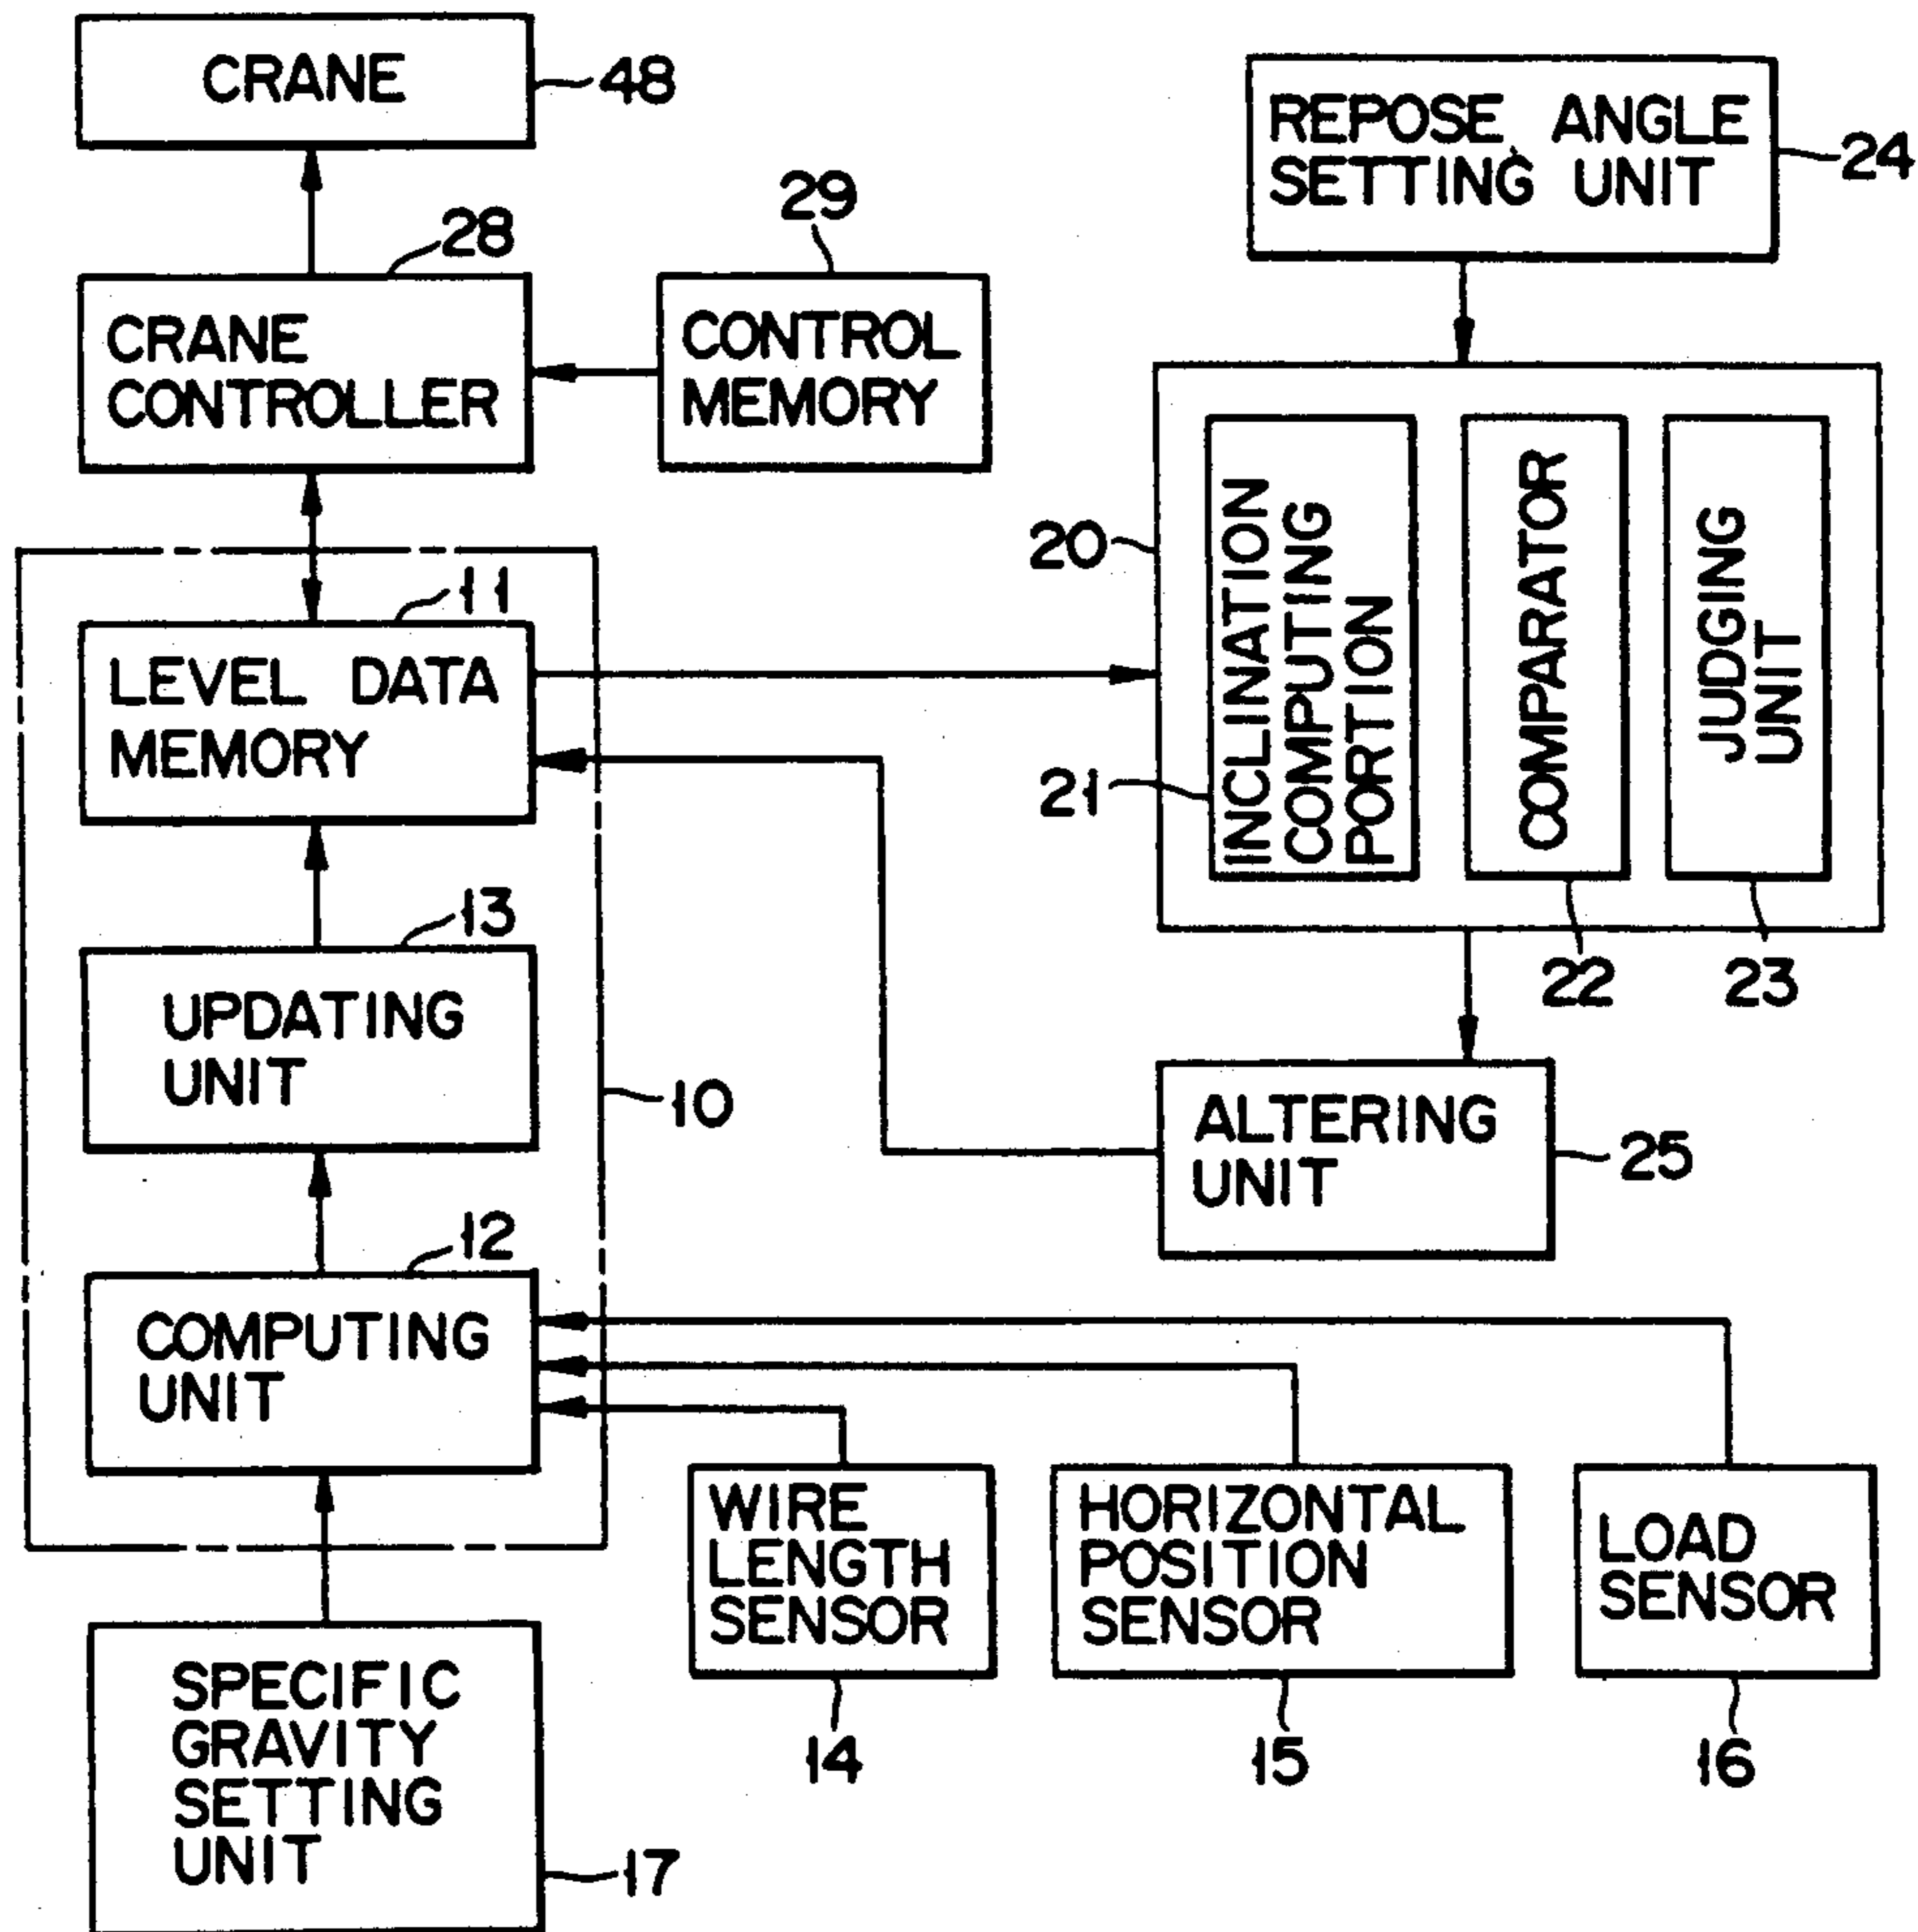 CRANE
48
REPOSE ANGLE
SETTING UNIT
24
28
29
CRANE
CONTROLLER
CONTROL
MEMORY
20
INCLINATION
COMPUTING
PORTION
COMPARATOR
JUDGING
UNIT
21
22
23
11
LEVEL DATA
MEMORY
13
UPDATING
UNIT
10
ALTERING
UNIT
25
12
COMPUTING
UNIT
WIRE
LENGTH
SENSOR
HORIZONTAL
POSITION
SENSOR
LOAD
SENSOR
14
15
16
SPECIFIC
GRAVITY
SETTING
UNIT
17